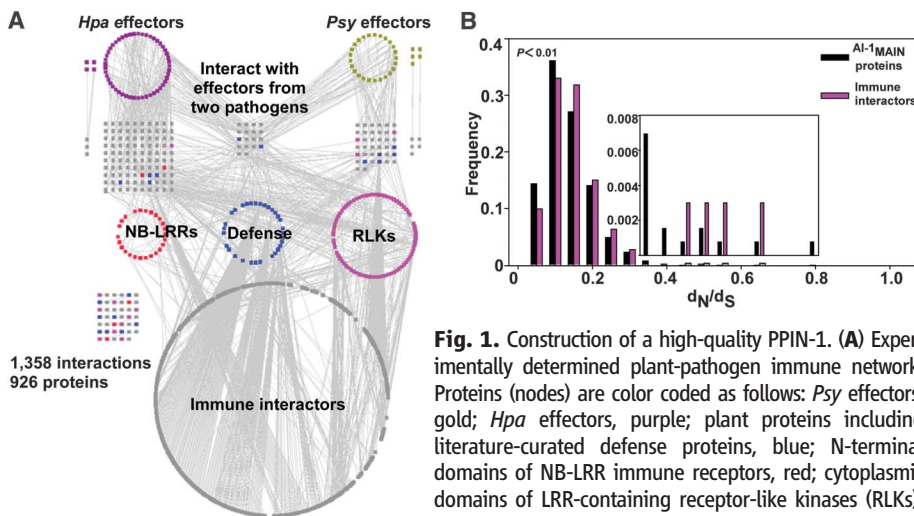 A
Hpa effectors
Psy effectors
Interact with
effectors from
two pathogens
NB-LRRs
Defense
RLKs
1,358 interactions
926 proteins
Immune interactors
B
P< 0.01
AI-1MAIN
proteins
Immune
interactors
Frequency
0.4
0.3
0.2
0.1
0
0.008
0.006
0.004
0.002
0 0.2 0.4 0.6 0.8 1.0
dN/dS
Fig. 1. Construction of a high-quality PPIN-1. (A) Exper
imentally determined plant-pathogen immune network
Proteins (nodes) are color coded as follows: Psy effectors
gold; Hpa effectors, purple; plant proteins including
literature-curated defense proteins, blue; N-termina
domains of NB-LRR immune receptors, red; cytoplasmi
domains of LRR-containing receptor-like kinases (RLKs)